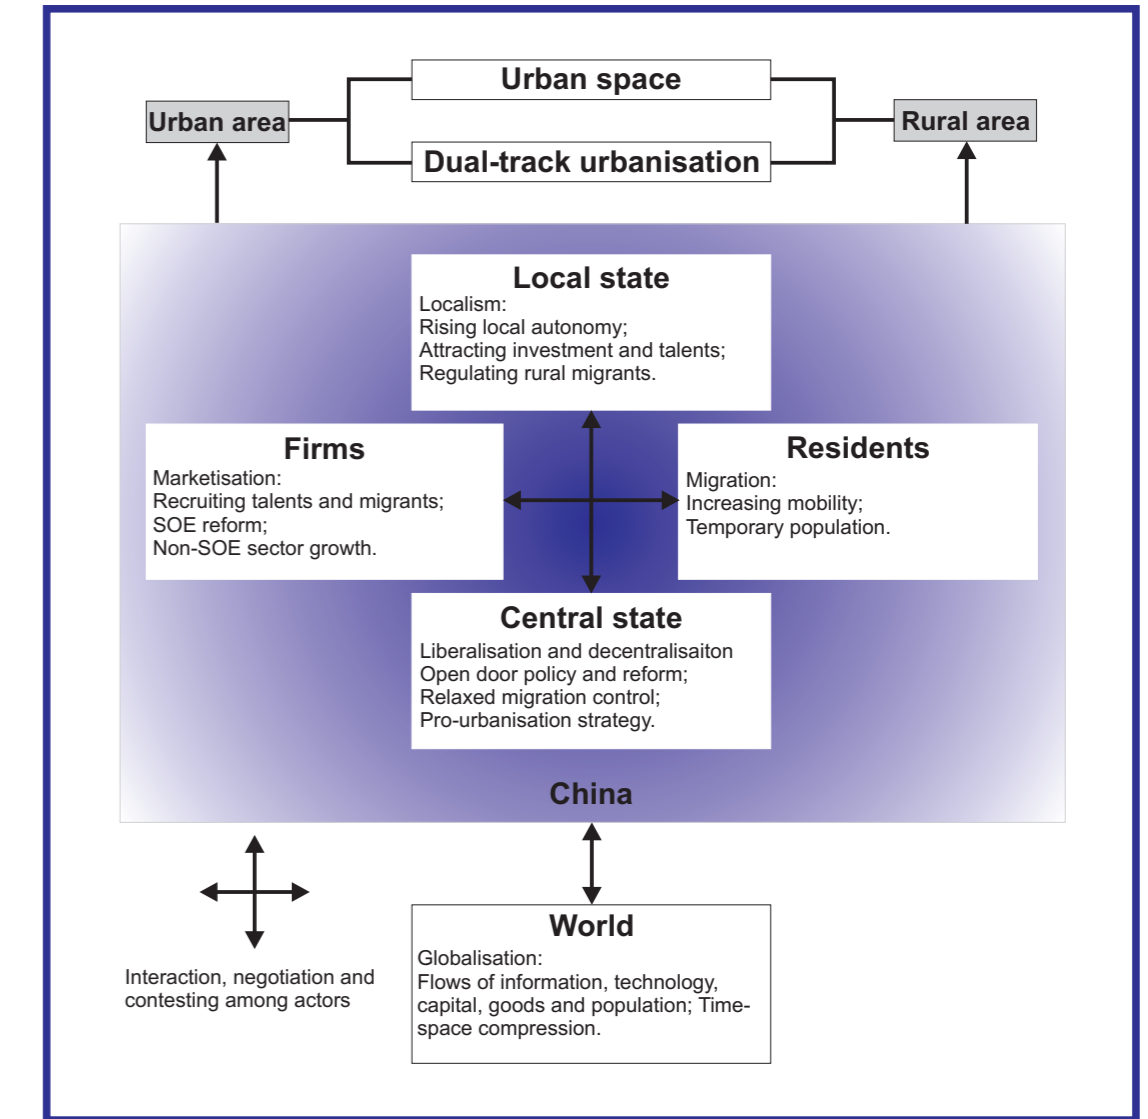 Urban space
Urban area
Rural area
Dual-track urbanisation
Local state
Localism:
Rising local autonomy;
Attracting investment and talents;
Regulating rural migrants.
Firms
Marketisation:
Recruiting talents and migrants;
SOE reform;
Non-SOE sector growth.
Residents
Migration:
Increasing mobility;
Temporary population.
Central state
Liberalisation and decentralisaiton
Open door policy and reform;
Relaxed migration control;
Pro-urbanisation strategy.
China
Interaction, negotiation and
contesting among actors
World
Globalisation:
Flows of information, technology,
capital, goods and population; Time-
space compression.